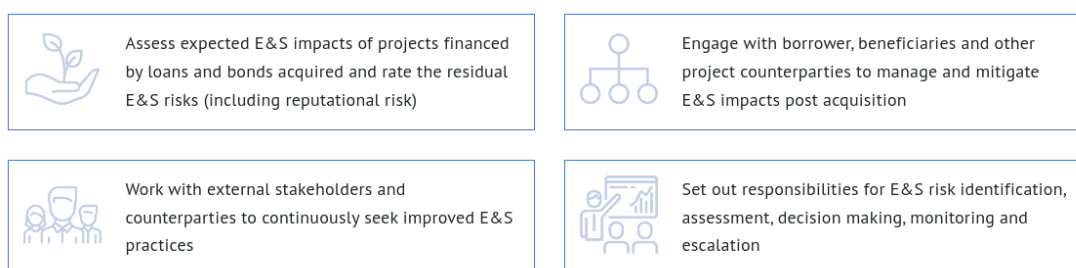 Assess expected E&S impacts of projects financed
by loans and bonds acquired and rate the residual
E&S risks (including reputational risk)
Engage with borrower, beneficiaries and other
project counterparties to manage and mitigate
E&S impacts post acquisition
Work with external stakeholders and
counterparties to continuously seek improved E&S
practices
Set out responsibilities for E&S risk identification,
assessment, decision making, monitoring and
escalation